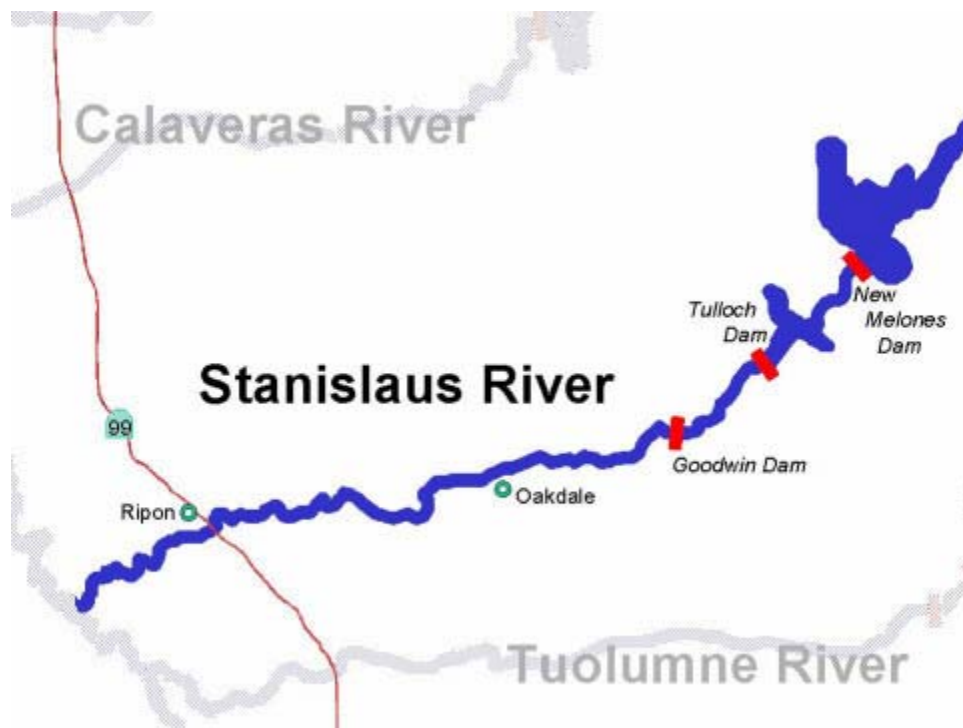 Calaveras River
New
Melones
Dam
Tulloch
Dam
Stanislaus River
99
Goodwin Dam
Oakdale
Ripon
Tuolumne River